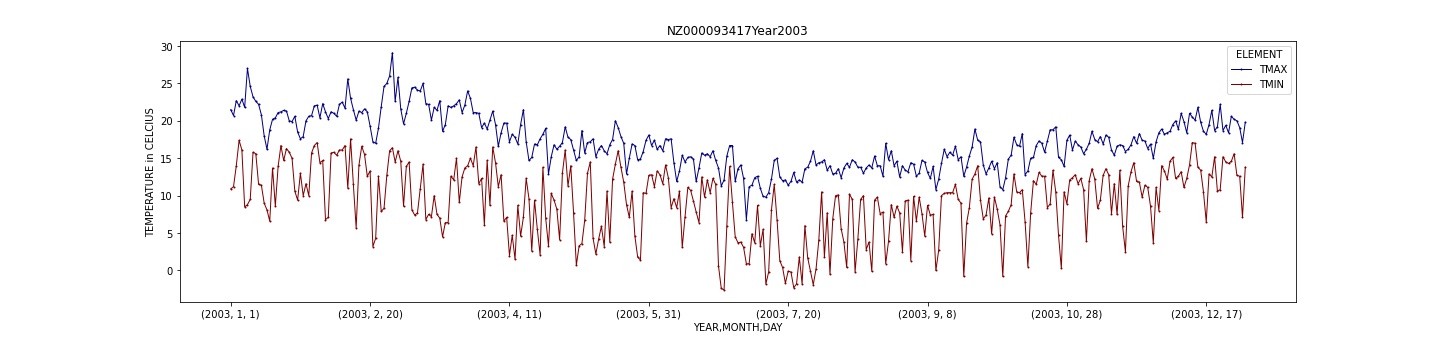 NZ000093417Year2003
ELEMENT
TMAX
TMIN
TEMPERATURE in CELCIUS
30
25
20
15
10
5
0
(2003, 1, 1) (2003, 2, 20) (2003, 4, 11) (2003, 5, 31) (2003, 7, 20) (2003, 9, 8) (2003, 10, 28) (2003, 12, 17)
YEAR,MONTH,DAY